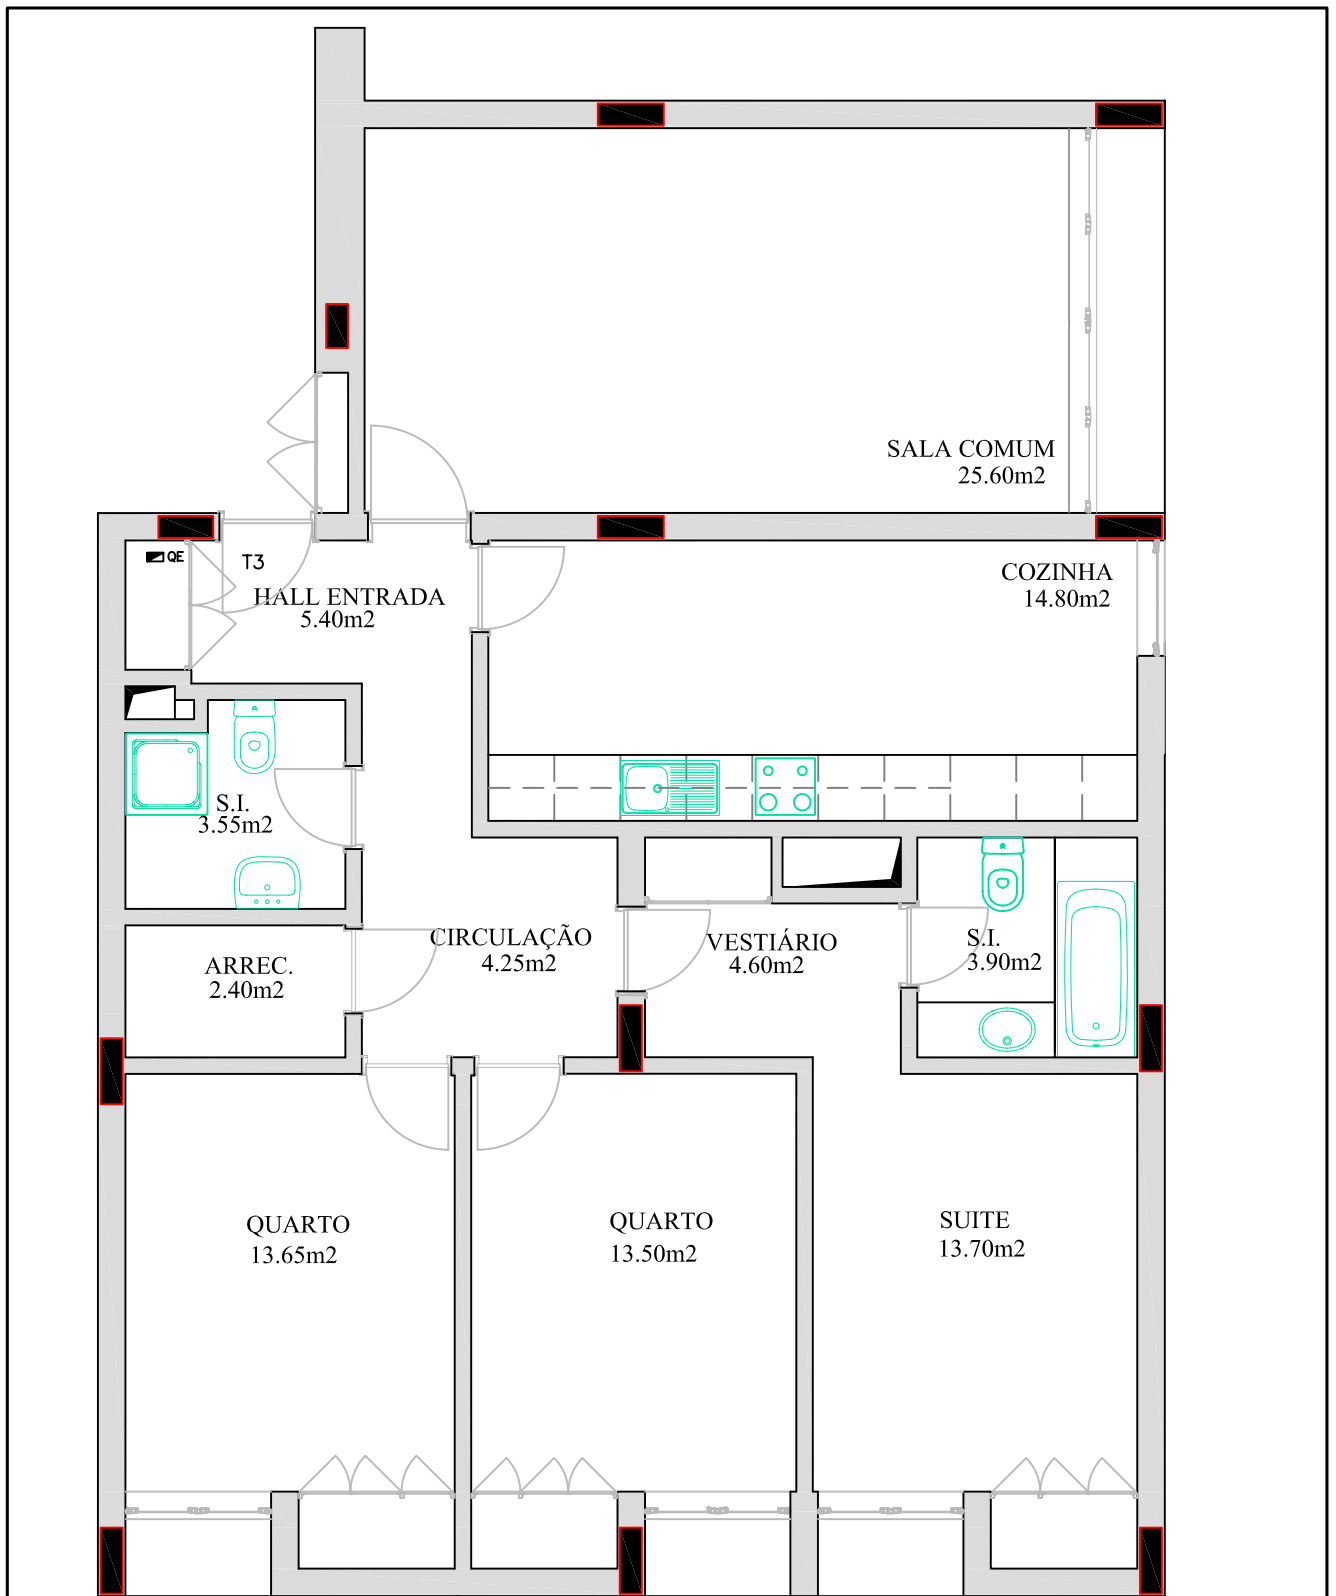 SALA COMUM
25.60m2
QE
T3
HALL ENTRADA
5.40m2
COZINHA
14.80m2
S.I.
3.55m2
CIRCULAÇÃO
4.25m2
VESTIÁRIO
4.60m2
S.I.
3.90m2
ARREC.
2.40m2
QUARTO
13.65m2
QUARTO
13.50m2
SUITE
13.70m2